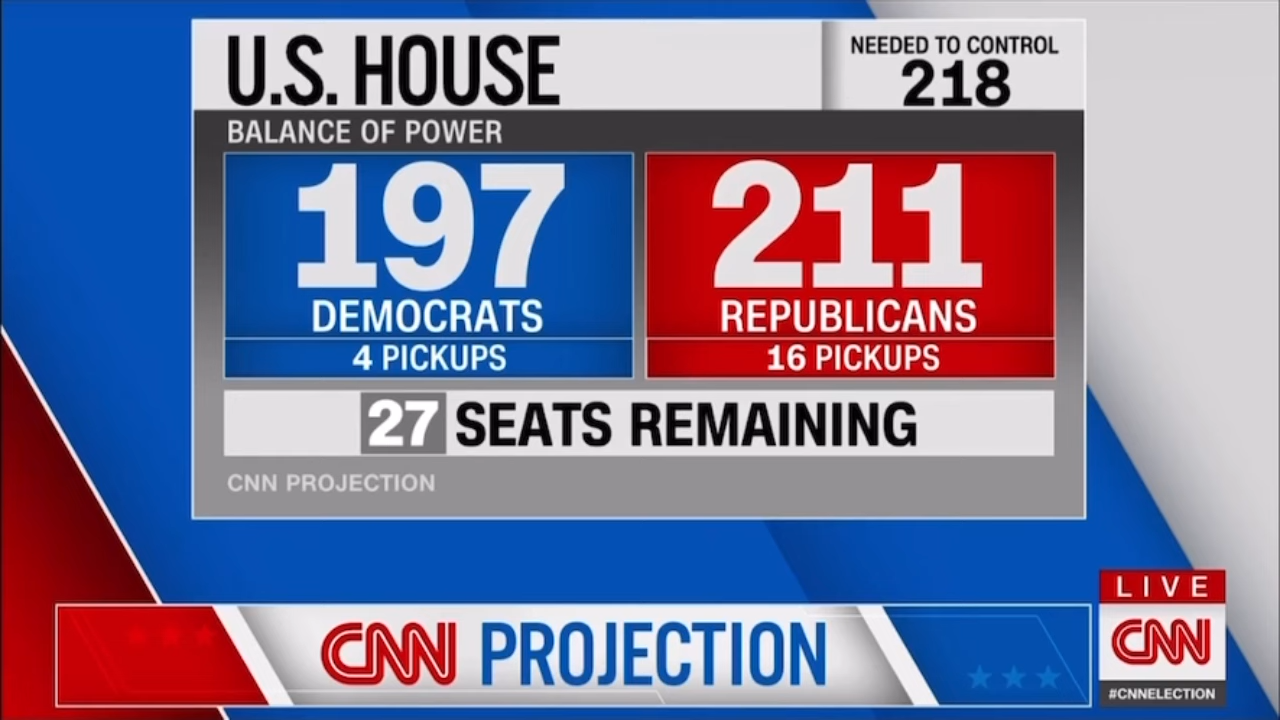 U.S. HOUSE
NEEDED TO CONTROL
218
BALANCE OF POWER
197
DEMOCRATS
4 PICKUPS
211
REPUBLICANS
16 PICKUPS
27 SEATS REMAINING
CNN PROJECTION
CNN PROJECTION
LIVE
CNN
#CNNELECTION